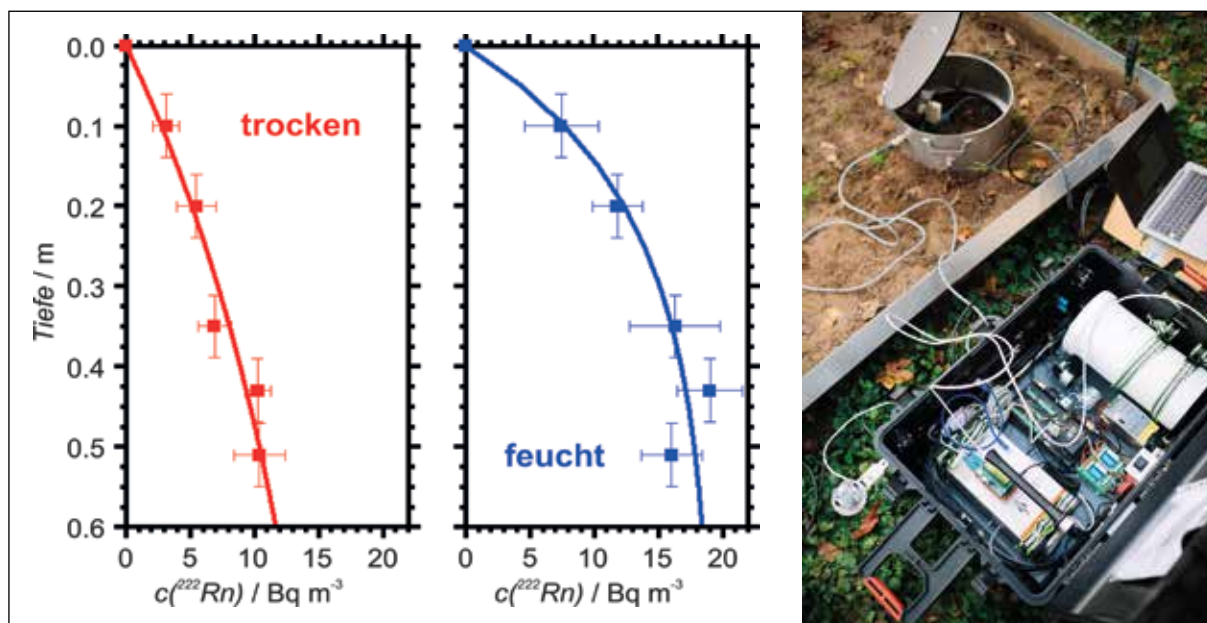 Tiefe / m
0.0
0.1
0.2
0.3
0.4
0.5
0.6
trocken
0 5 10 15 20
c(²²²Rn) / Bq m⁻³
feucht
0 5 10 15 20
c(²²²Rn) / Bq m⁻³